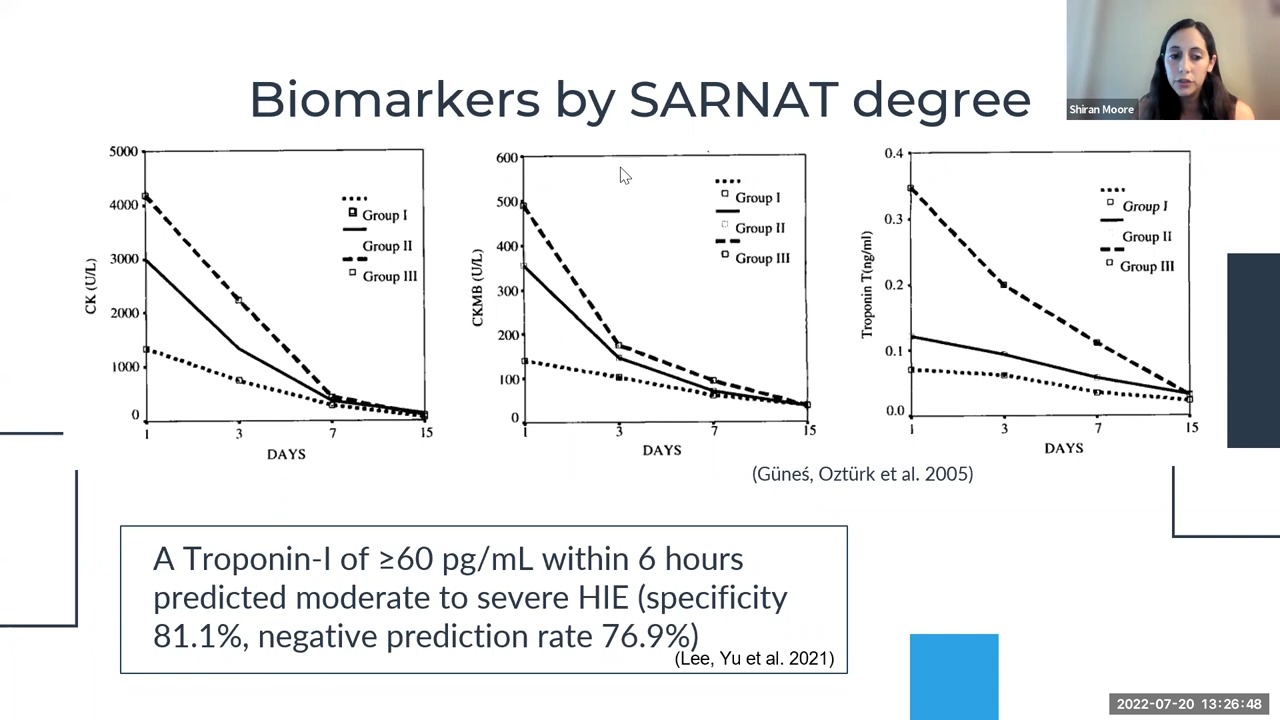 Biomarkers by SARNAT degree
Shiran Moore
5000
4000
3000
2000
1000
0
CK (U/L)
1 3 7 15
DAYS
Group I
Group II
Group III
600
500
400
300
200
100
0
CKMB (U/L)
1 3 7 15
DAYS
Group I
Group II
Group III
0.4
0.3
0.2
0.1
0.0
Troponin T(ng/ml)
1 3 7 15
DAYS
Group I
Group II
Group III
(Güneś, Oztürk et al. 2005)
A Troponin-I of ≥60 pg/mL within 6 hours
predicted moderate to severe HIE (specificity
81.1%, negative prediction rate 76.9%)
(Lee, Yu et al. 2021)
2022-07-20 13:26:48